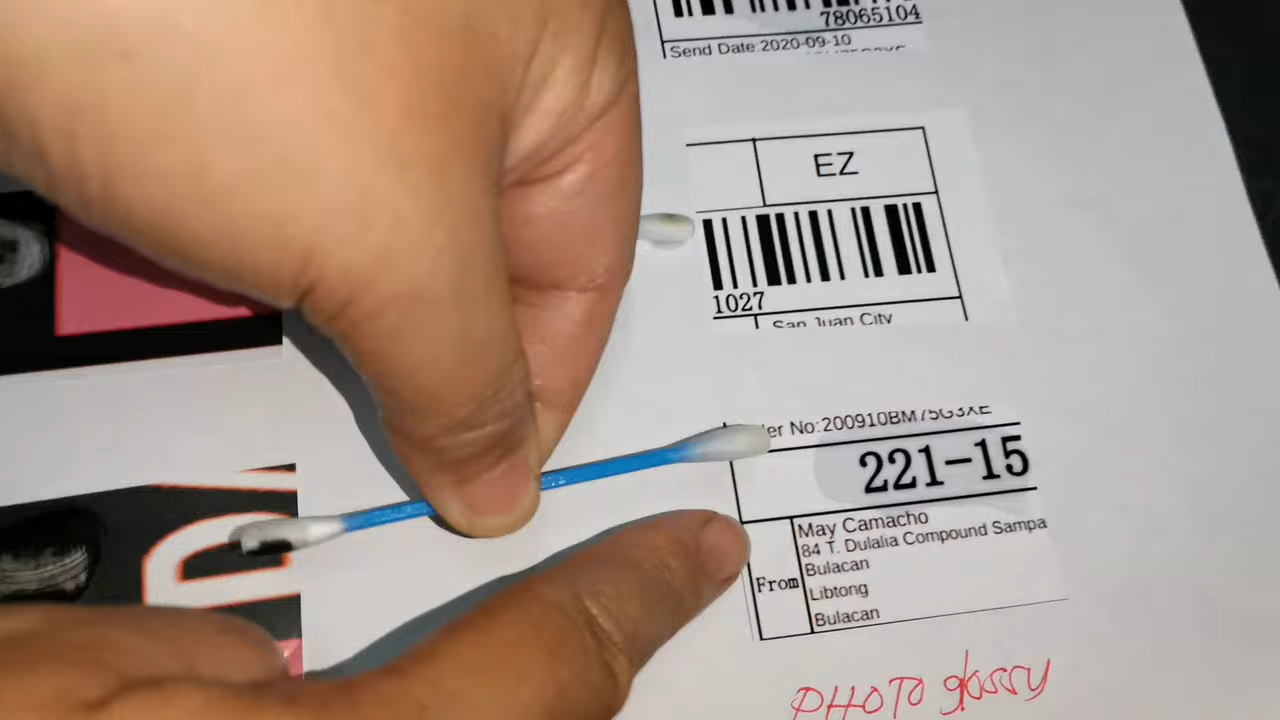 78065104
Send Date:2020-09-10
EZ
1027
San Juan City
er No:200910BM75G3XE
221-15
May Camacho
84 T. Dulalia Compound Sampa
Bulacan
From
Libtong
Bulacan
PHOTO glossy